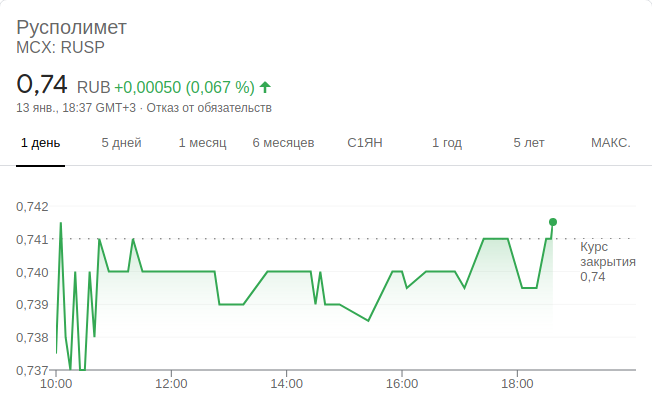 Русполимет
MCX: RUSP
0,74 RUB +0,00050 (0,067 %)
13 янв., 18:37 GMT+3 · Отказ от обязательств
1 день 5 дней 1 месяц 6 месяцев С1ЯН 1 год 5 лет МАКС.
0,742
0,741
0,740
0,739
0,738
0,737
Курс
закрытия
0,74
10:00 12:00 14:00 16:00 18:00